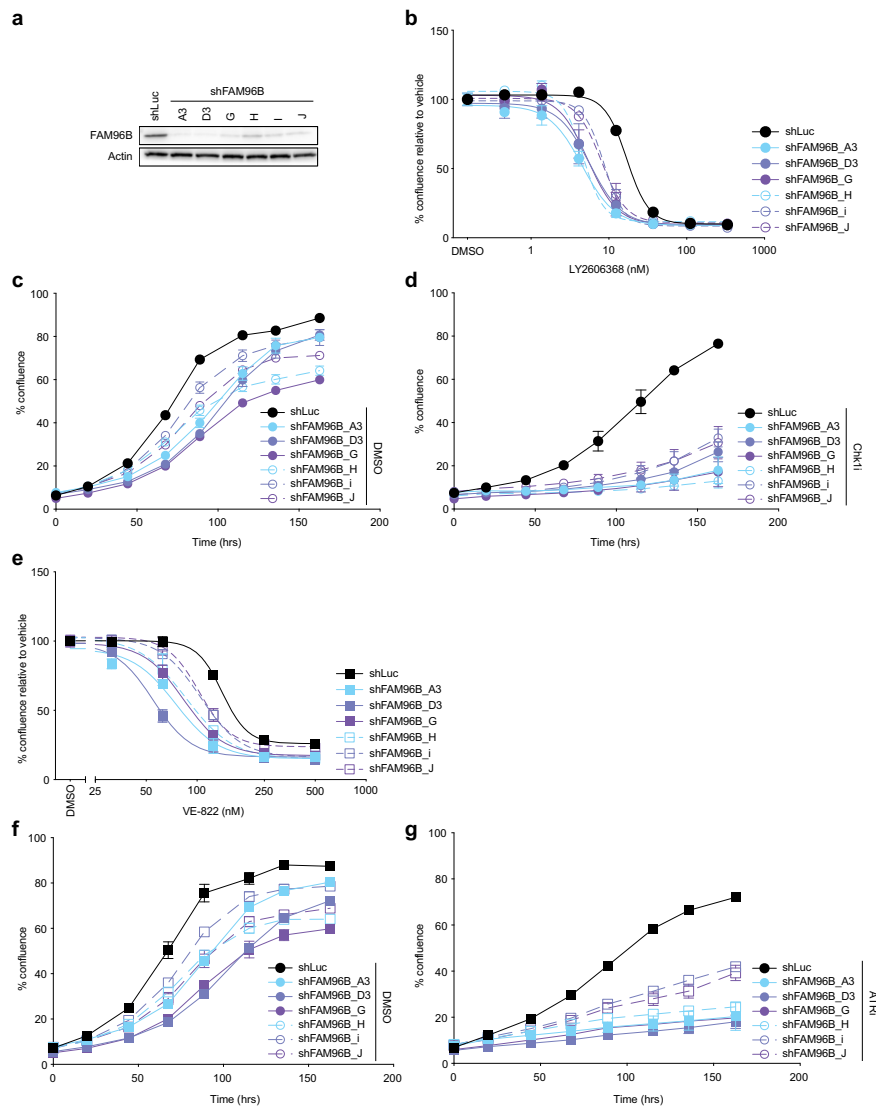 a
shFAM96B
shLuc
A3
D3
G
H
I
J
FAM96B
Actin
b
% confluence relative to vehicle
150
100
50
0
DMSO
1
10
100
1000
LY2606368 (nM)
shLuc
shFAM96B_A3
shFAM96B_D3
shFAM96B_G
shFAM96B_H
shFAM96B_i
shFAM96B_J
c
% confluence
100
80
60
40
20
0
0
50
100
150
200
Time (hrs)
shLuc
shFAM96B_A3
shFAM96B_D3
shFAM96B_G
shFAM96B_H
shFAM96B_i
shFAM96B_J
DMSO
d
% confluence
100
80
60
40
20
0
0
50
100
150
200
Time (hrs)
shLuc
shFAM96B_A3
shFAM96B_D3
shFAM96B_G
shFAM96B_H
shFAM96B_i
shFAM96B_J
Chk1i
e
% confluence relative to vehicle
150
100
50
0
DMSO
25
50
100
250
500
1000
VE-822 (nM)
shLuc
shFAM96B_A3
shFAM96B_D3
shFAM96B_G
shFAM96B_H
shFAM96B_i
shFAM96B_J
f
% confluence
100
80
60
40
20
0
0
50
100
150
200
Time (hrs)
shLuc
shFAM96B_A3
shFAM96B_D3
shFAM96B_G
shFAM96B_H
shFAM96B_i
shFAM96B_J
DMSO
g
% confluence
100
80
60
40
20
0
0
50
100
150
200
Time (hrs)
shLuc
shFAM96B_A3
shFAM96B_D3
shFAM96B_G
shFAM96B_H
shFAM96B_i
shFAM96B_J
ATRi